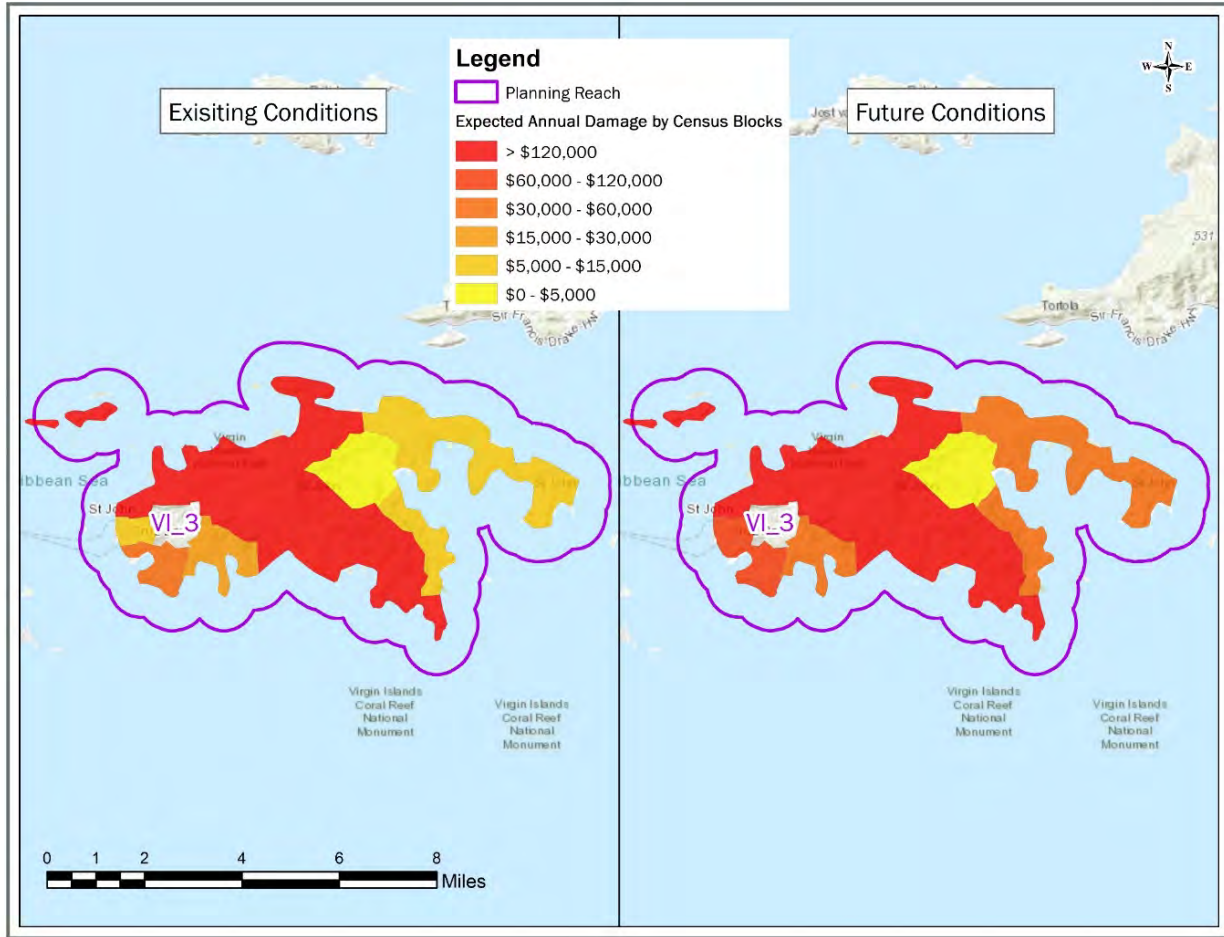 Legend
Planning Reach
Expected Annual Damage by Census Blocks
> $120,000
$60,000 - $120,000
$30,000 - $60,000
$15,000 - $30,000
$5,000 - $15,000
$0 - $5,000
Exisiting Conditions
Future Conditions
N
W E
S
Jost
531
Tortola
Sir Francis Drake
Sir Francis Drake
Virgin
ibbean Sea
St John
VI_3
St John
Virgin
ibbean Sea
St John
VI_3
St John
Virgin Islands
Coral Reef
National
Monument
Virgin Islands
Coral Reef
National
Monument
Virgin Islands
Coral Reef
National
Monument
Virgin Islands
Coral Reef
National
Monument
0 1 2 4 6 8
Miles